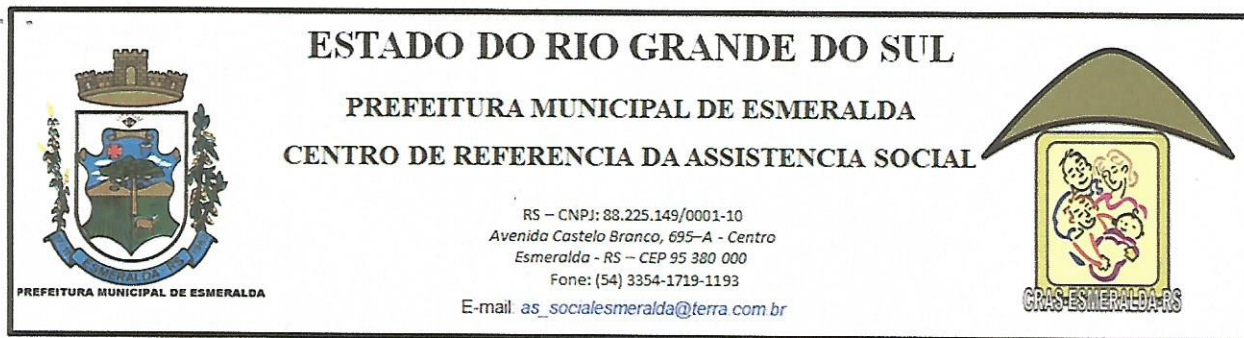 ESTADO DO RIO GRANDE DO SUL
PREFEITURA MUNICIPAL DE ESMERALDA
CENTRO DE REFERENCIA DA ASSISTENCIA SOCIAL
RS – CNPJ: 88.225.149/0001-10
Avenida Castelo Branco, 695–A - Centro
Esmeralda - RS – CEP 95 380 000
Fone: (54) 3354-1719-1193
E-mail: as_socialesmeralda@terra.com.br
ESMERALDA - RS
PREFEITURA MUNICIPAL DE ESMERALDA
CRAS-ESMERALDA-RS